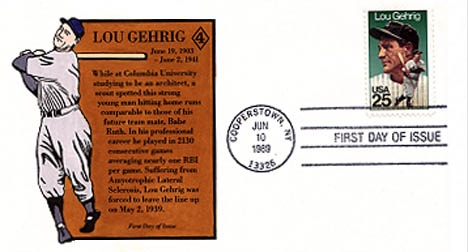 LOU GEHRIG 4
June 19, 1903
- June 2, 1941
While at Columbia University
studying to be an architect, a
scout spotted this strong
young man hitting home runs
comparable to those of his
future team mate, Babe
Ruth. In his professional
career he played in 2130
consecutive games
averaging nearly one RBI
per game. Suffering from
Amyotrophic Lateral
Sclerosis, Lou Gehrig was
forced to leave the line up
on May 2, 1939.
First Day of Issue
Lou Gehrig
USA
25
COOPERSTOWN, NY
JUN
10
1989
13326
FIRST DAY OF ISSUE